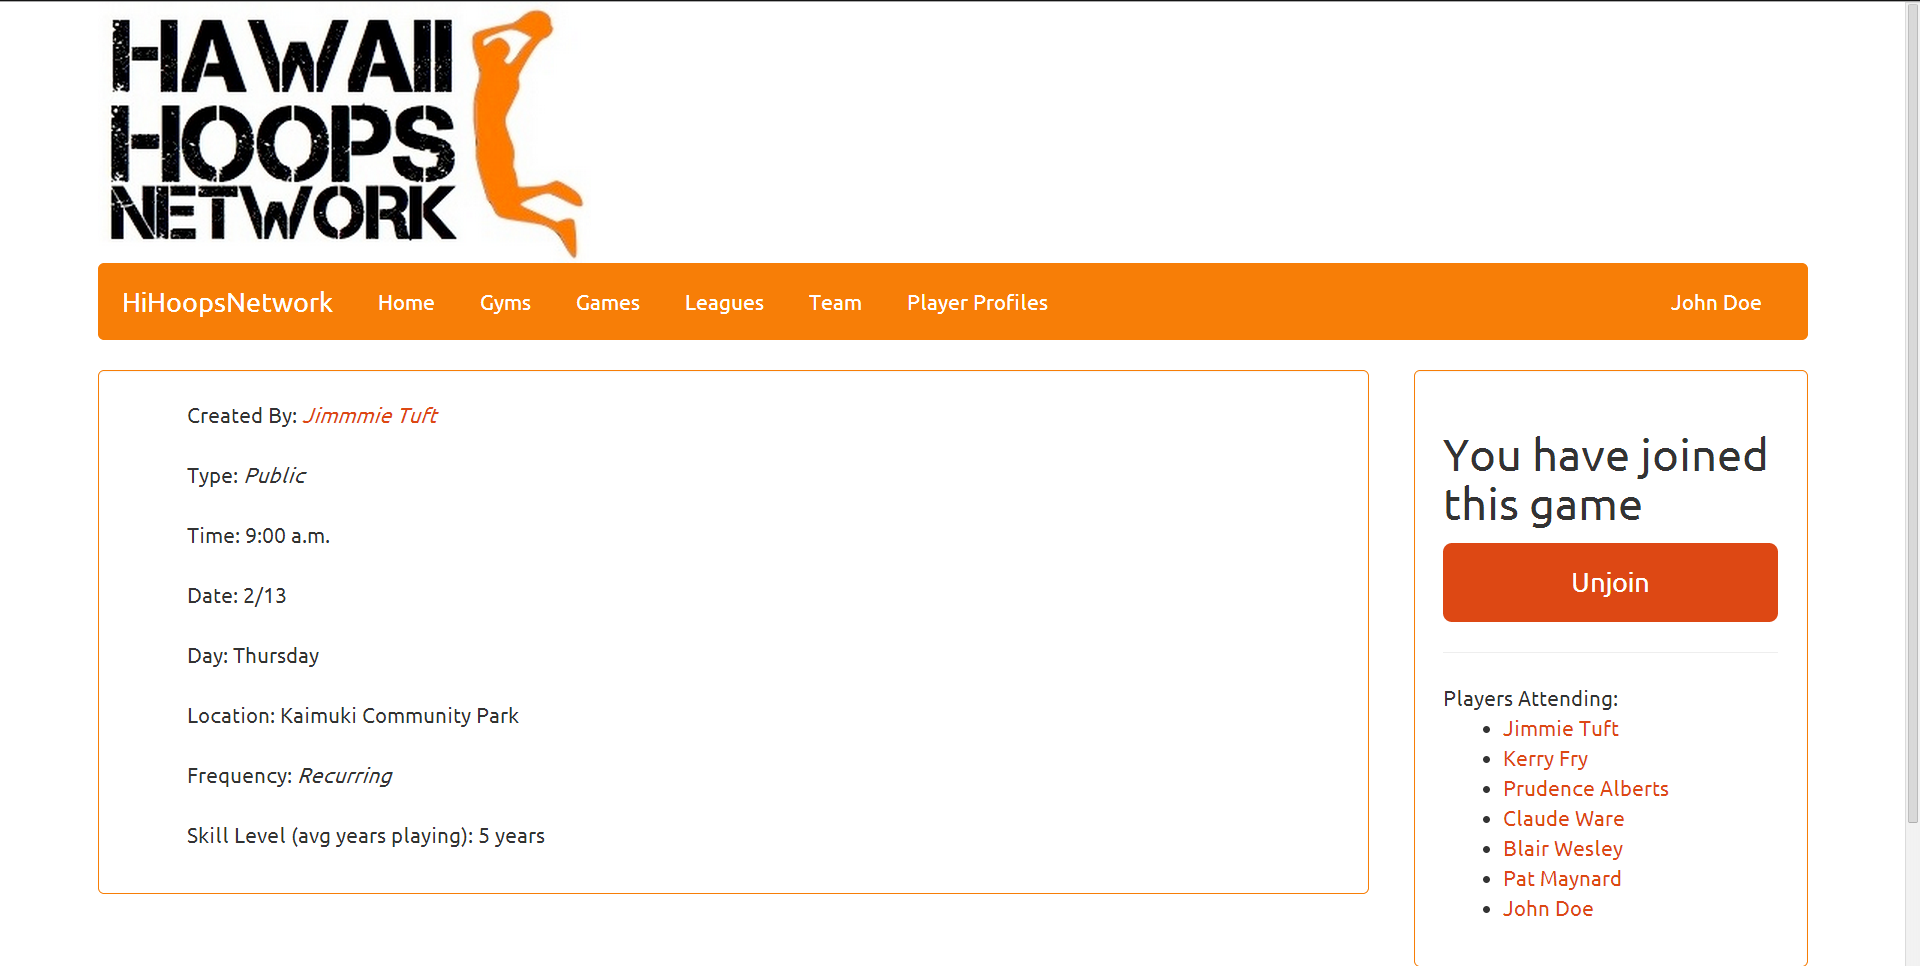 HAWAII
HOOPS
NETWORK
HiHoopsNetwork Home Gyms Games Leagues Team Player Profiles John Doe
Created By: Jimmmie Tuft
Type: Public
Time: 9:00 a.m.
Date: 2/13
Day: Thursday
Location: Kaimuki Community Park
Frequency: Recurring
Skill Level (avg years playing): 5 years
You have joined
this game
Unjoin
Players Attending:
Jimmie Tuft
Kerry Fry
Prudence Alberts
Claude Ware
Blair Wesley
Pat Maynard
John Doe